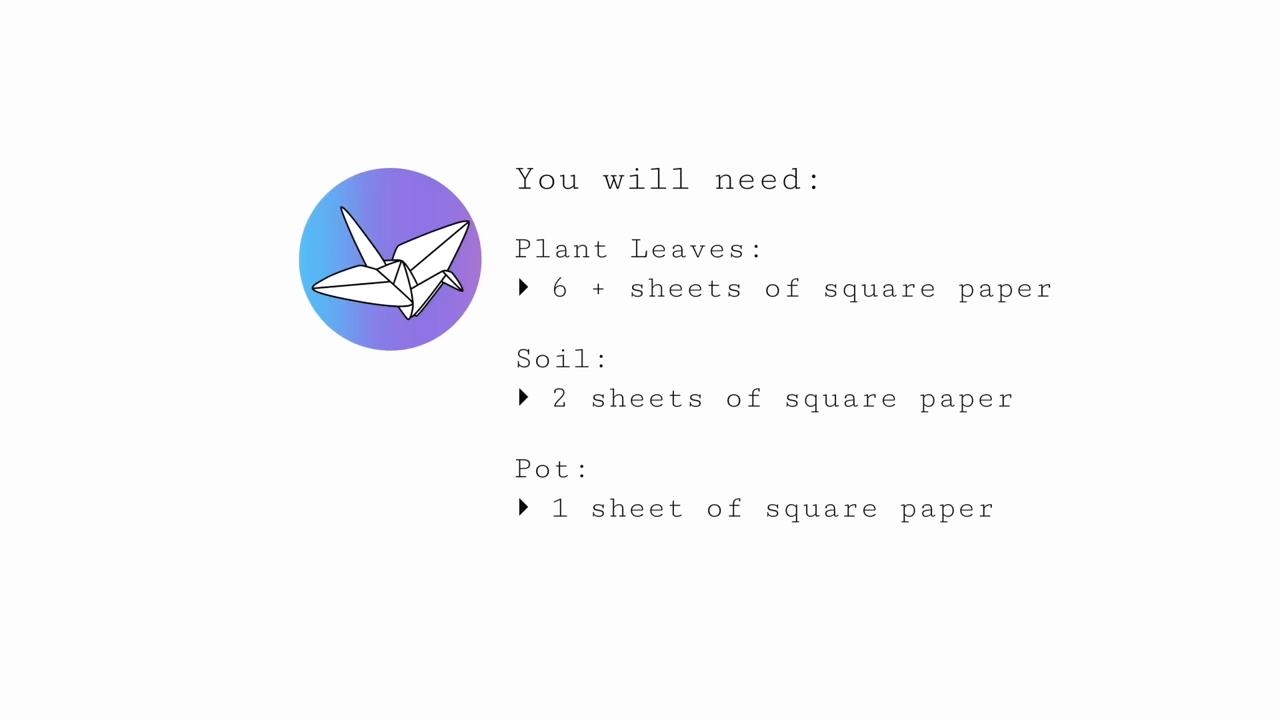 You will need:
Plant Leaves:
▸ 6 + sheets of square paper
Soil:
▸ 2 sheets of square paper
Pot:
▸ 1 sheet of square paper